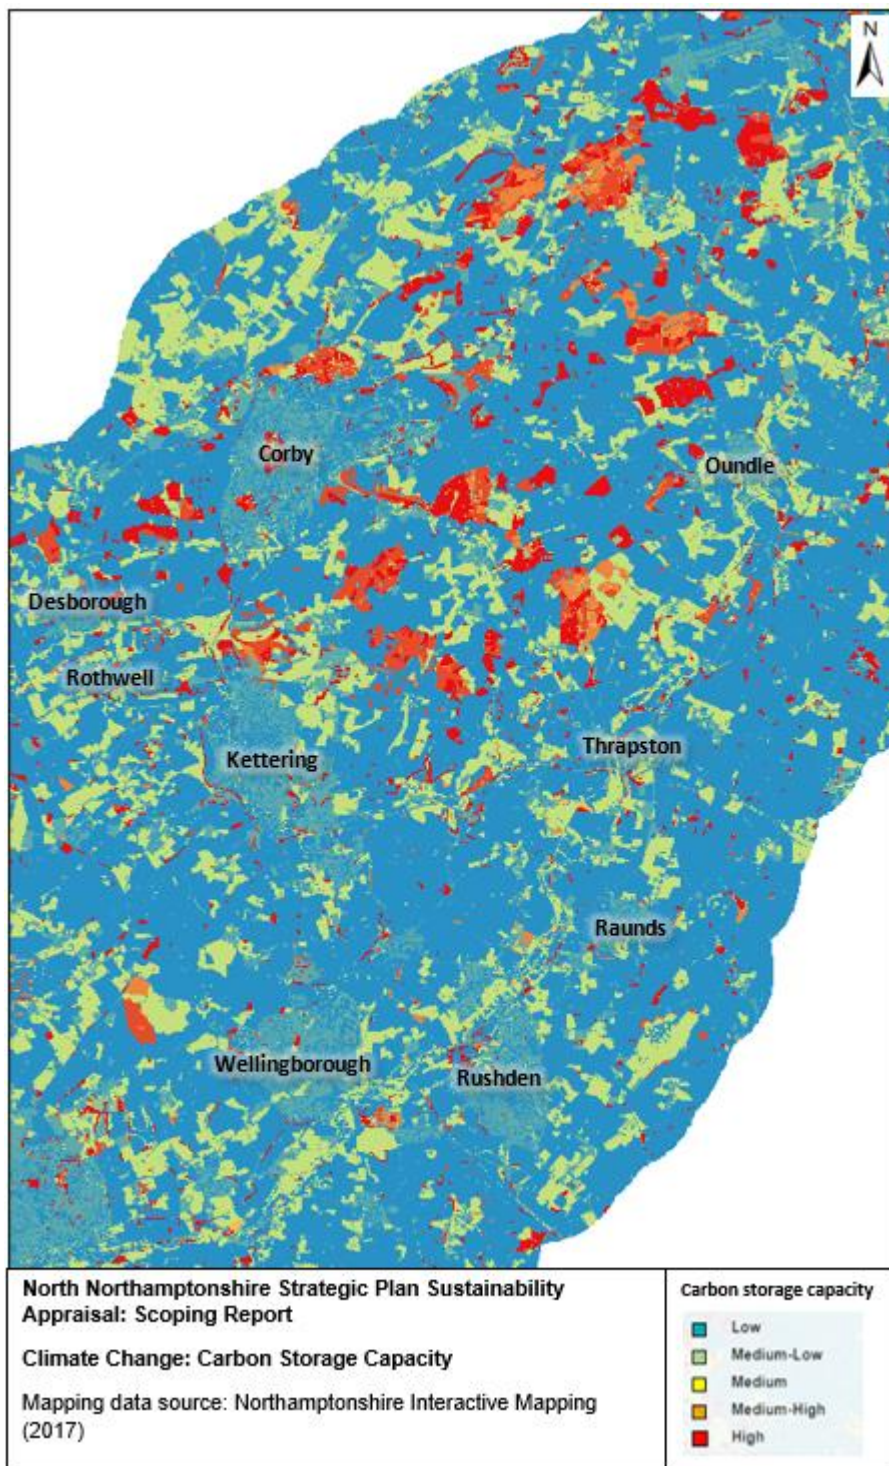 N
Corby
Oundle
Desborough
Rothwell
Kettering
Thrapston
Raunds
Wellingborough
Rushden
North Northamptonshire Strategic Plan Sustainability
Appraisal: Scoping Report
Climate Change: Carbon Storage Capacity
Mapping data source: Northamptonshire Interactive Mapping
(2017)
Carbon storage capacity
Low
Medium-Low
Medium
Medium-High
High